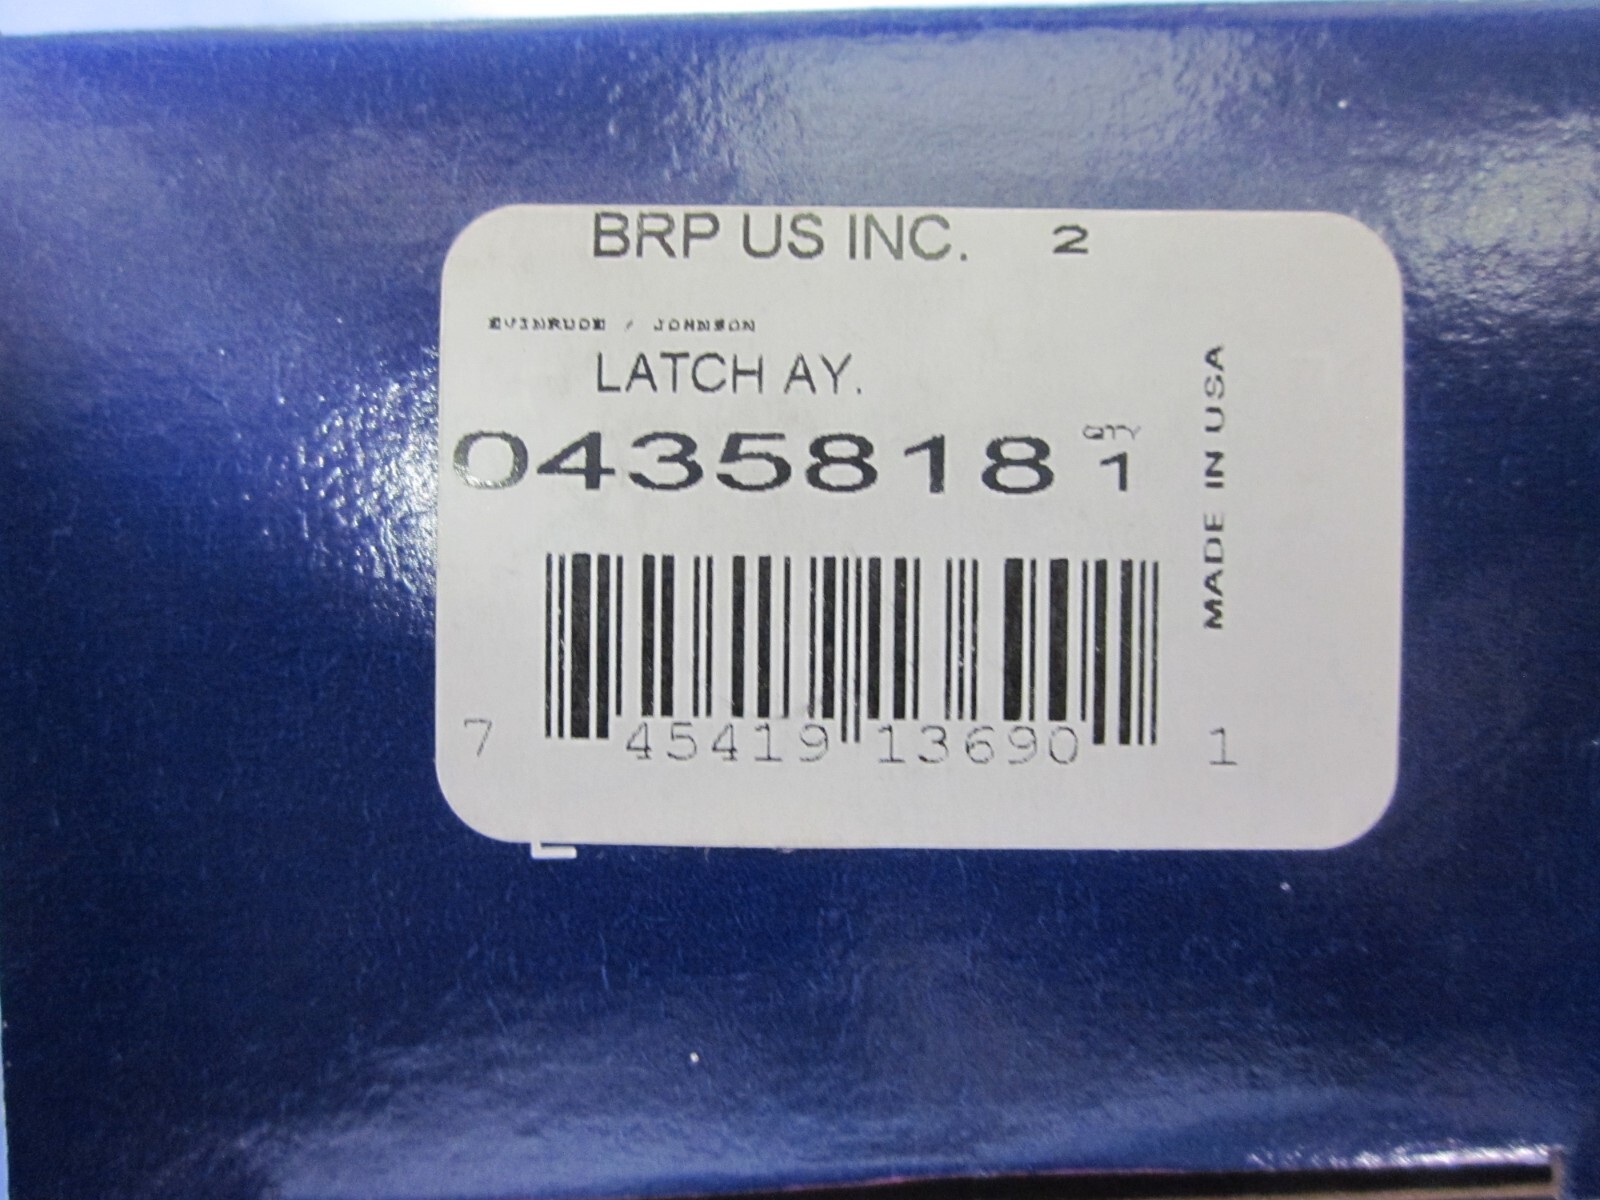 BRP US INC. 2
EVINRUDE / JOHNSON
LATCH AY.
0435818 QTY 1
MADE IN USA
7 45419 13690 1